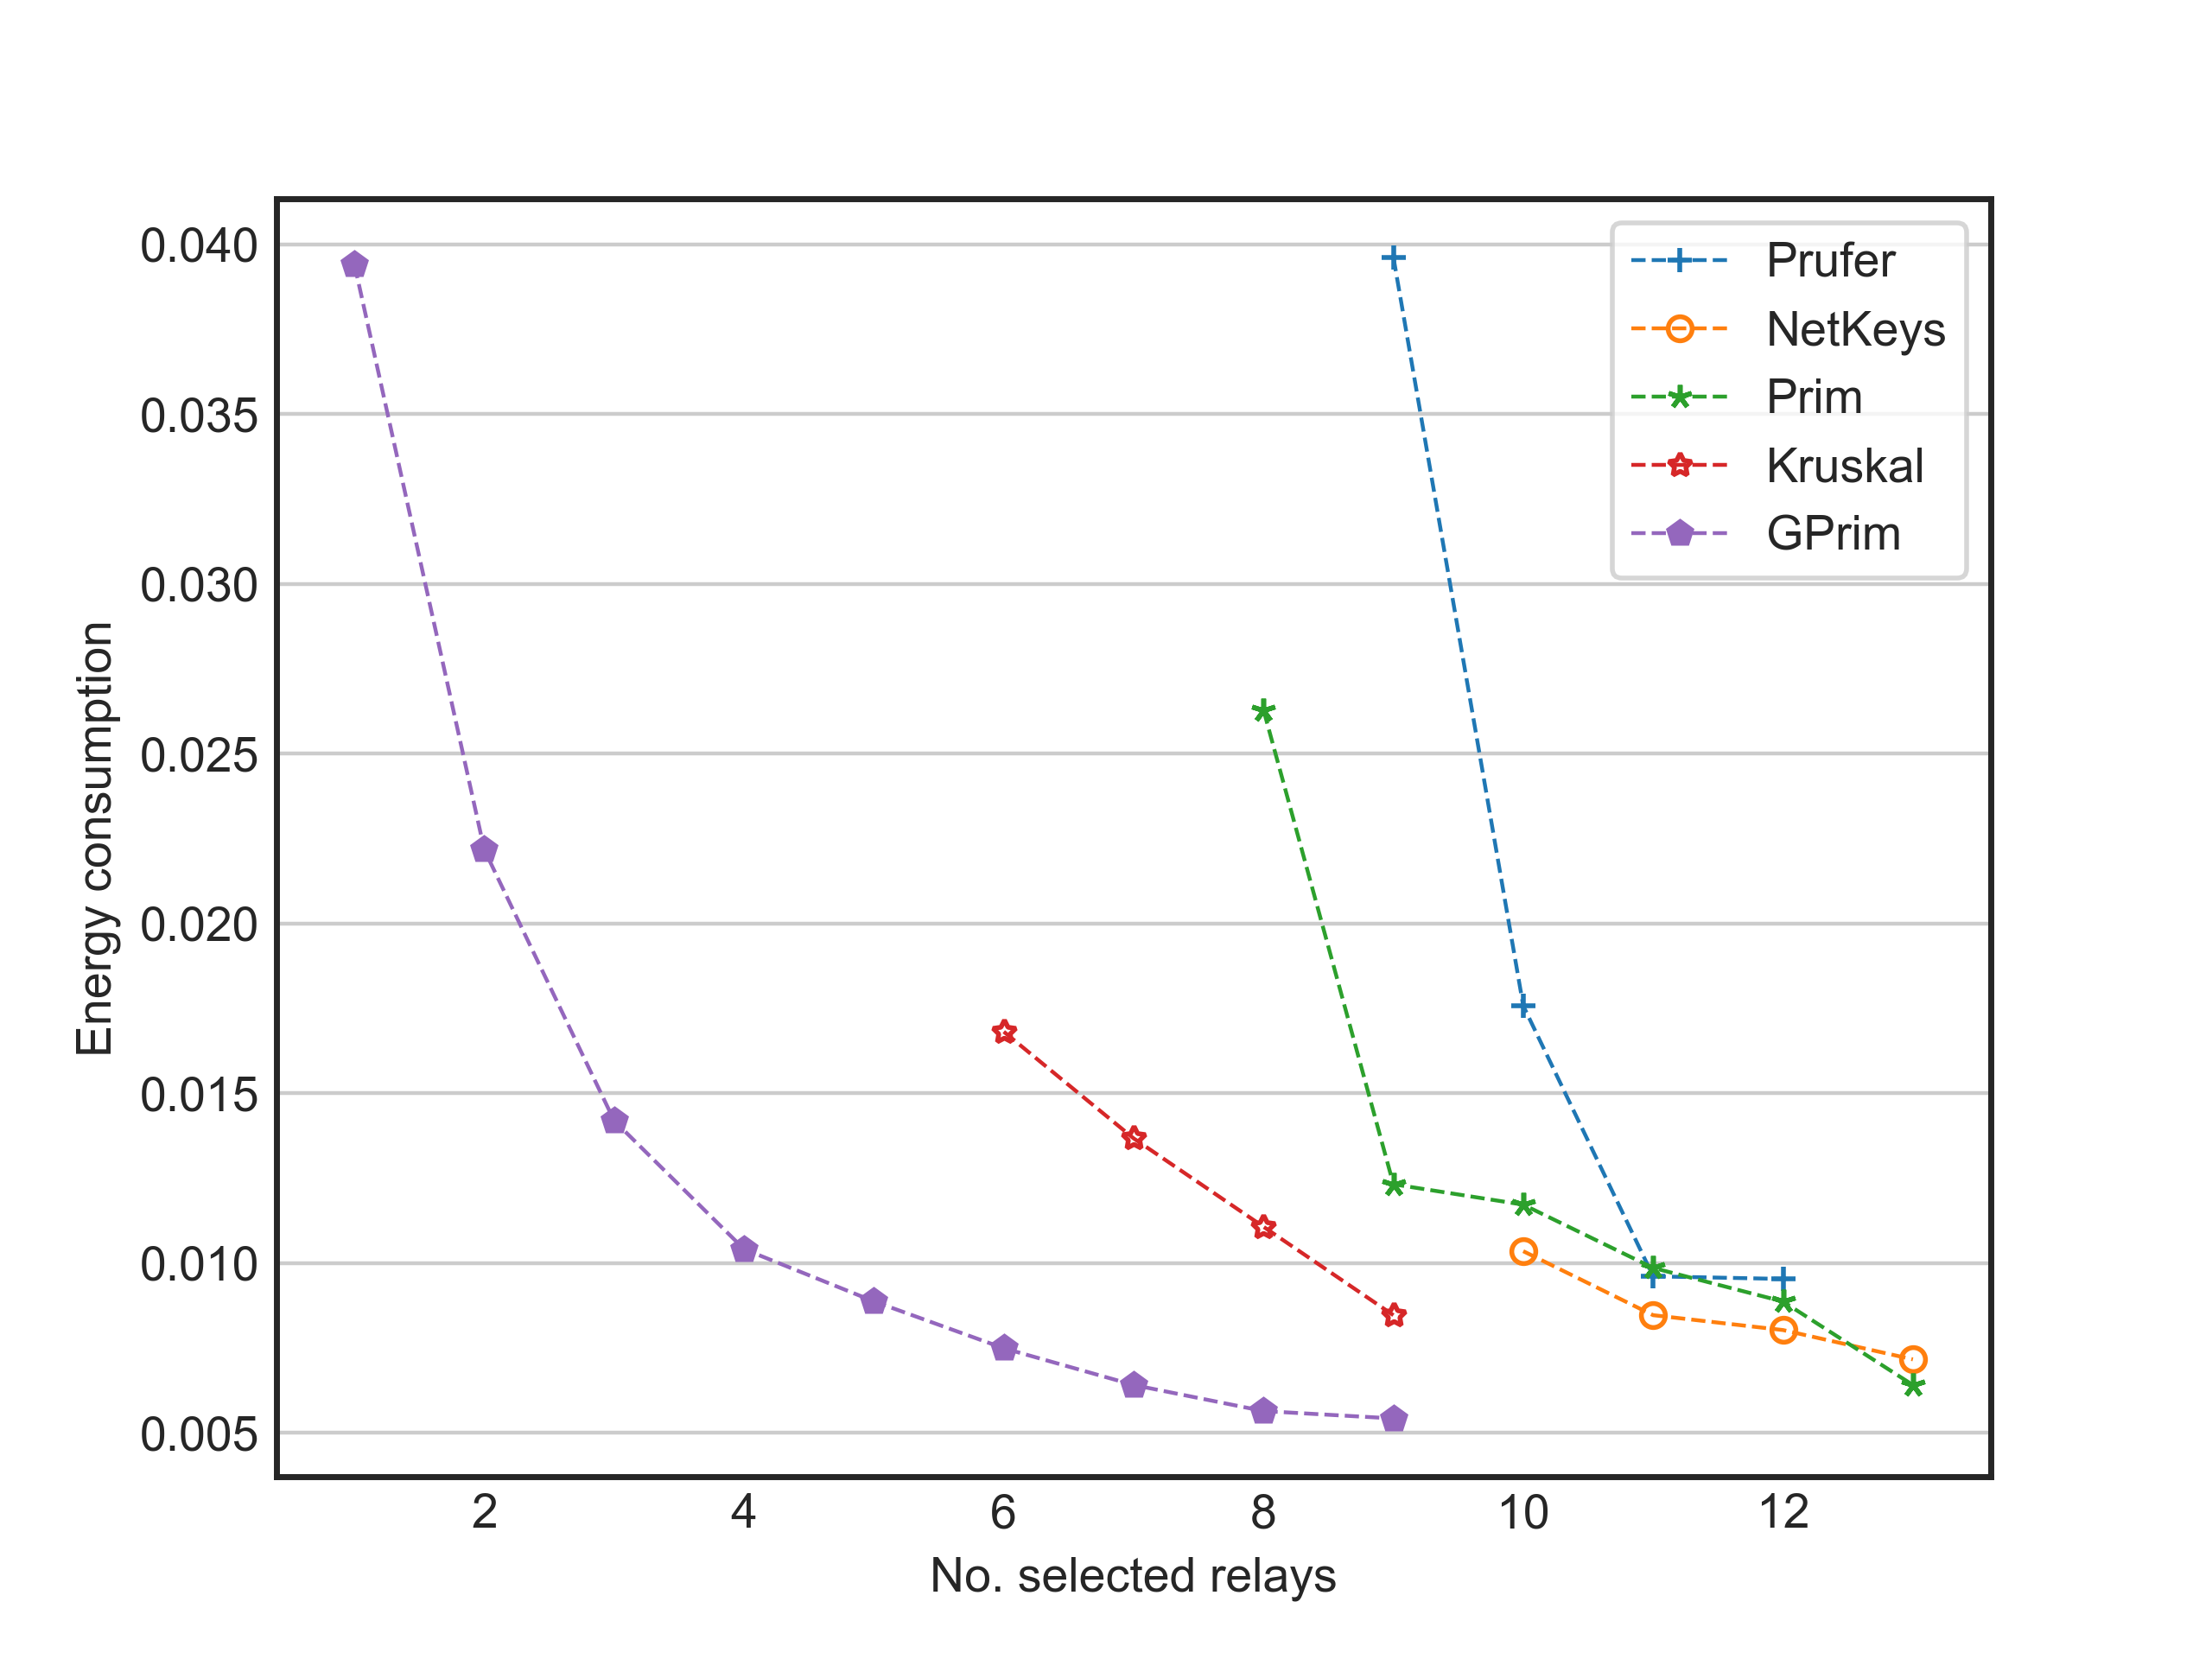 0.040
0.035
0.030
0.025
0.020
0.015
0.010
0.005
Energy consumption
2 4 6 8 10 12
No. selected relays
Prufer
NetKeys
Prim
Kruskal
GPrim